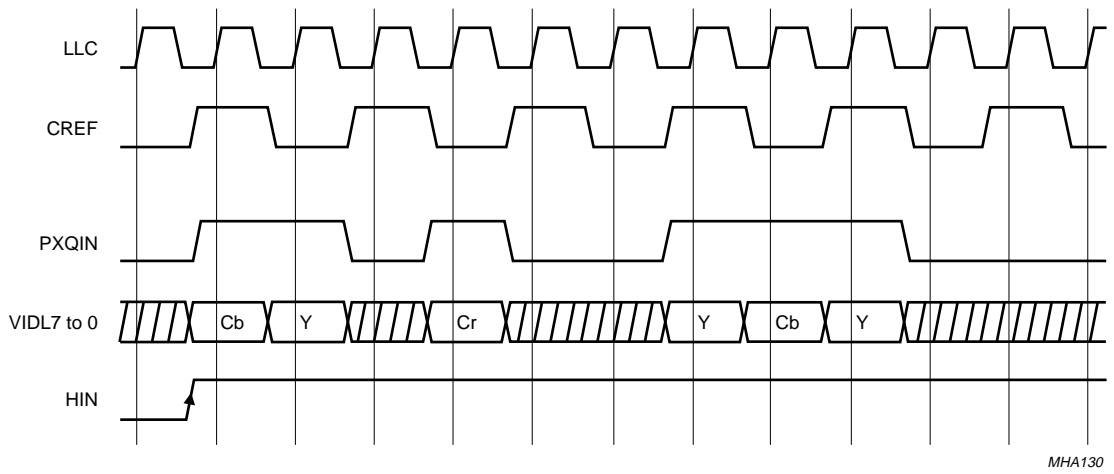 LLC
CREF
PXQIN
VIDL7 to 0 Cb Y Cr Y Cb Y
HIN
MHA130